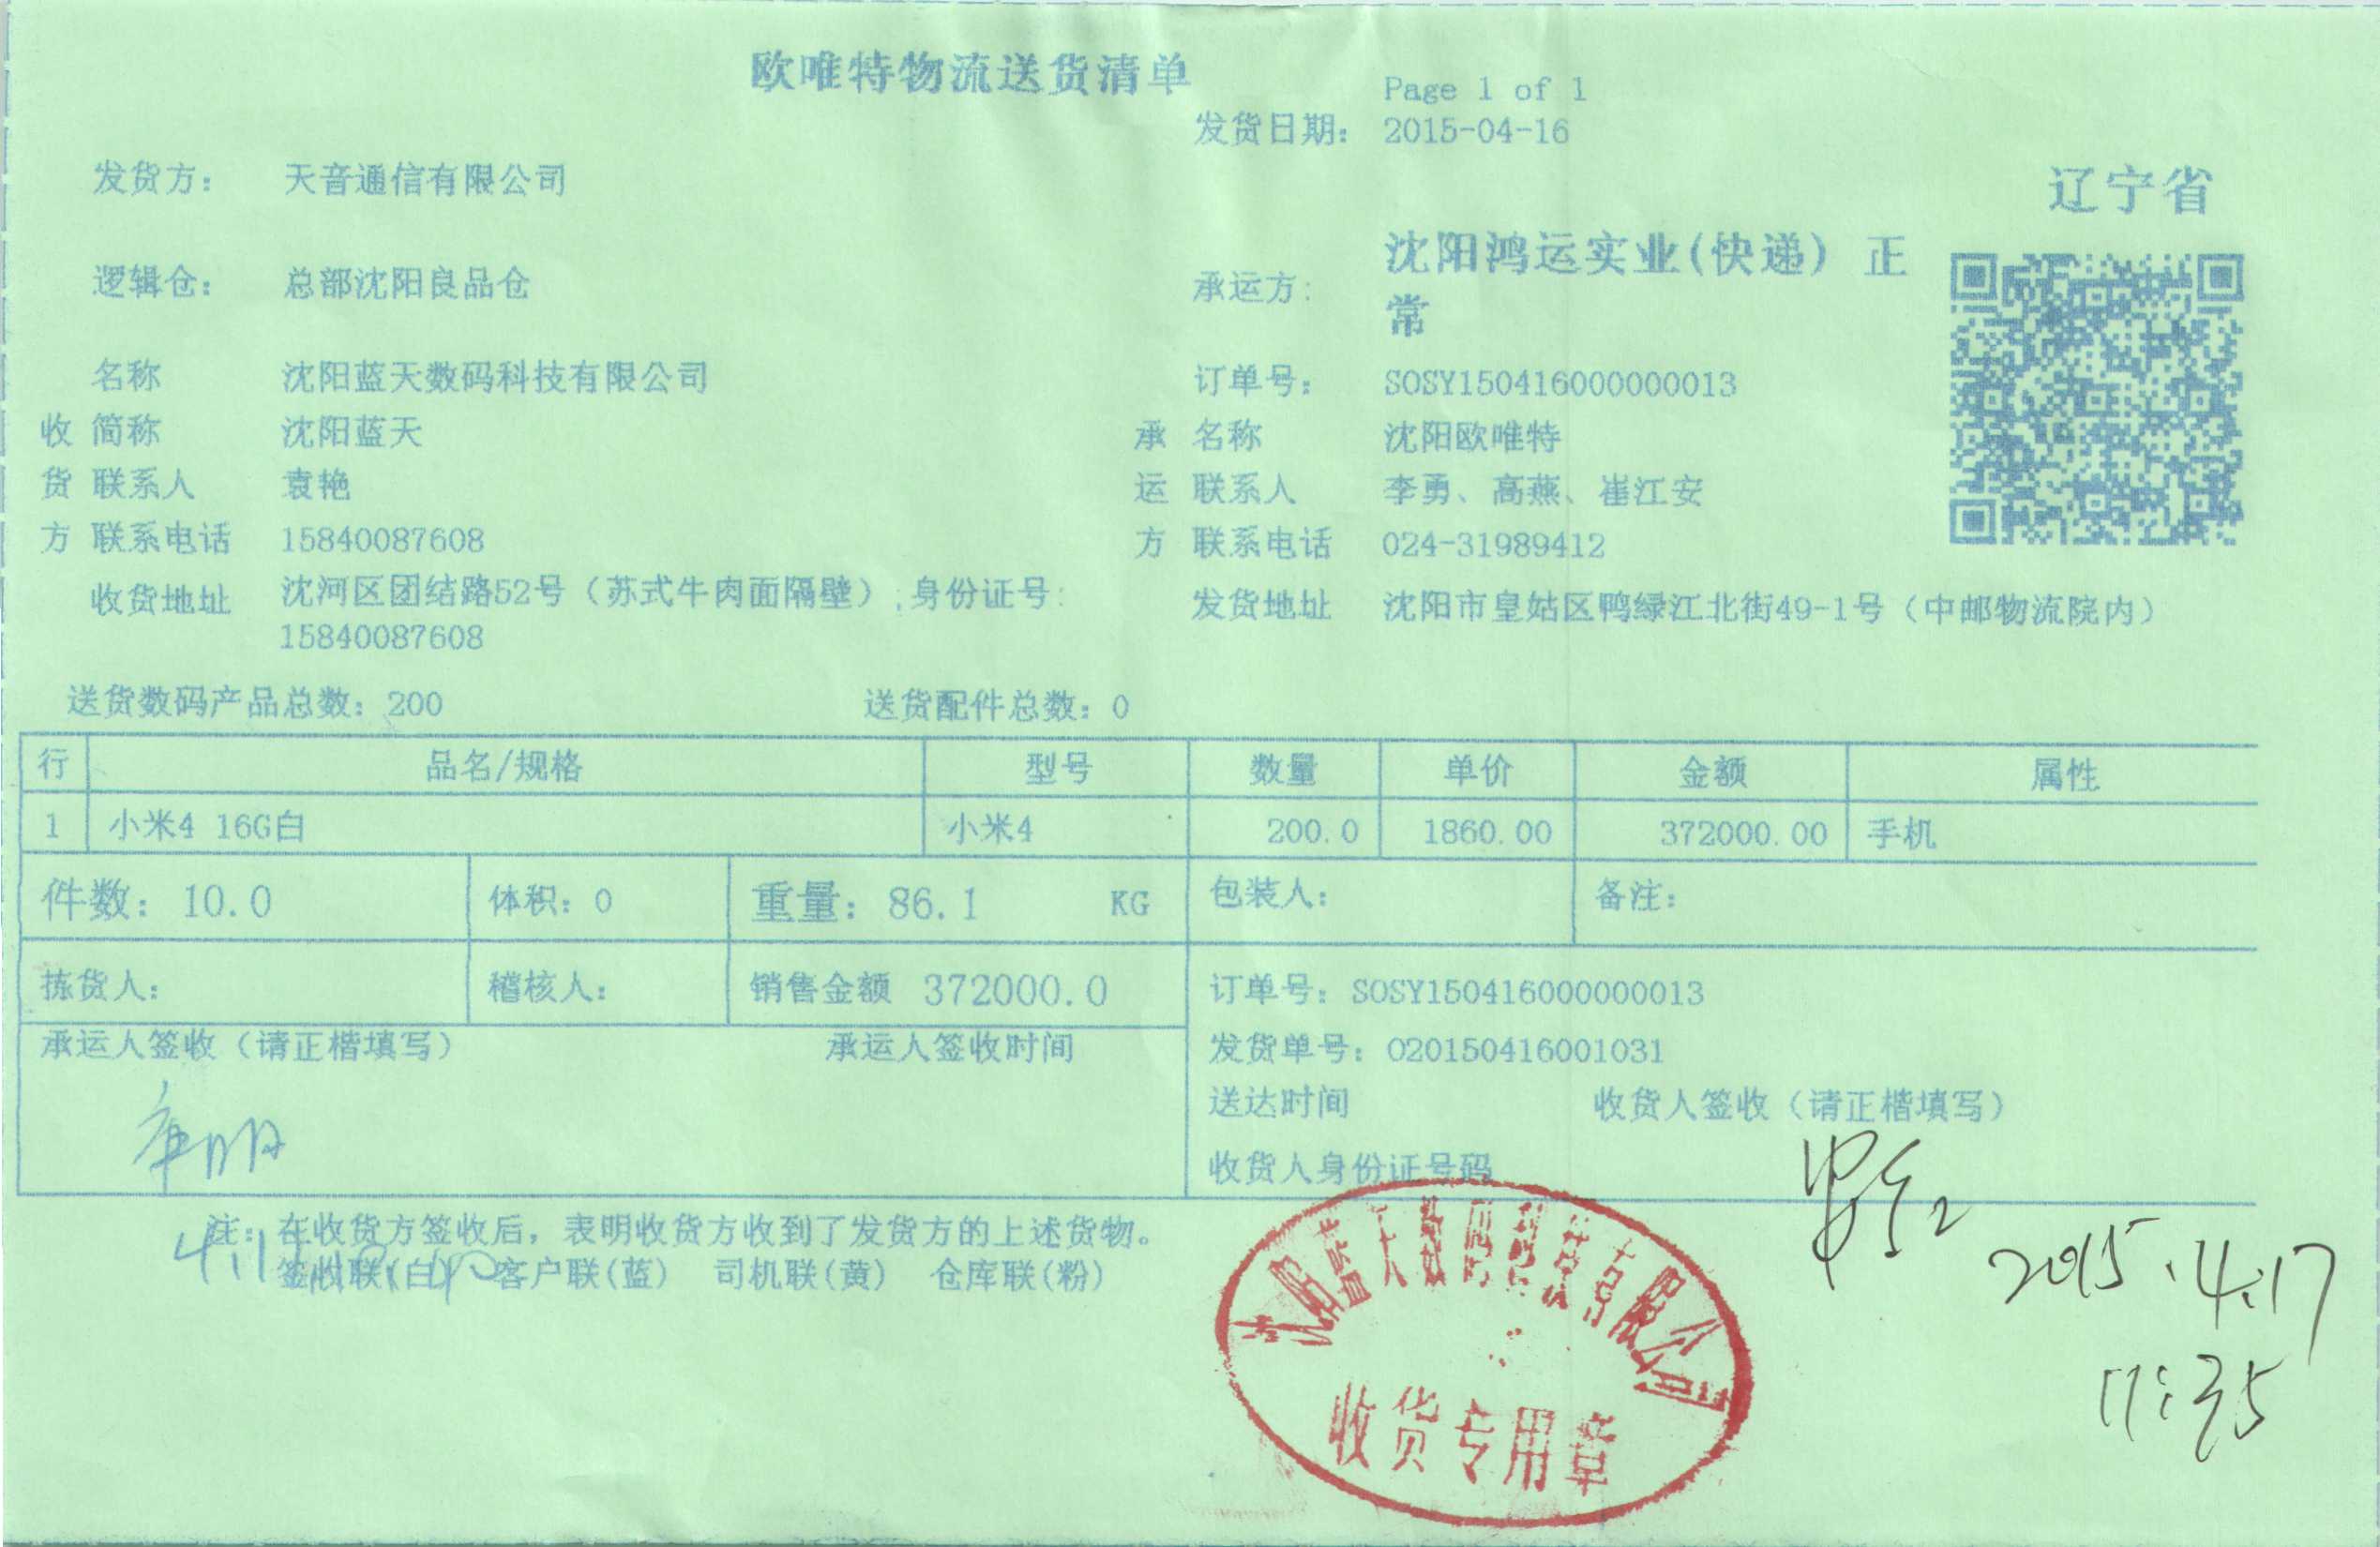 欧唯特物流送货清单
Page 1 of 1
发货日期： 2015-04-16
发货方： 天音通信有限公司
辽宁省
逻辑仓： 总部沈阳良品仓
承运方： 沈阳鸿运实业(快递) 正
常
名称 沈阳蓝天数码科技有限公司 订单号： SOSY150416000000013
收 简称 沈阳蓝天 承 名称 沈阳欧唯特
货 联系人 袁艳 运 联系人 李勇、高燕、崔江安
方 联系电话 15840087608 方 联系电话 024-31989412
收货地址 沈河区团结路52号（苏式牛肉面隔壁）,身份证号: 发货地址 沈阳市皇姑区鸭绿江北街49-1号（中邮物流院内）
15840087608
送货数码产品总数：200 送货配件总数：0
行 品名/规格 型号 数量 单价 金额 属性
1 小米4 16G白 小米4 200.0 1860.00 372000.00 手机
件数：10.0 体积：0 重量：86.1 KG 包装人： 备注：
拣货人： 稽核人： 销售金额 372000.0 订单号：SOSY150416000000013
承运人签收（请正楷填写） 承运人签收时间 发货单号：020150416001031
送达时间 收货人签收（请正楷填写）
收货人身份证号码
注：在收货方签收后，表明收货方收到了发货方的上述货物。
签收联(白) 客户联(蓝) 司机联(黄) 仓库联(粉)
2015.4.17
11:35
沈阳蓝天数码科技有限公司
收货专用章